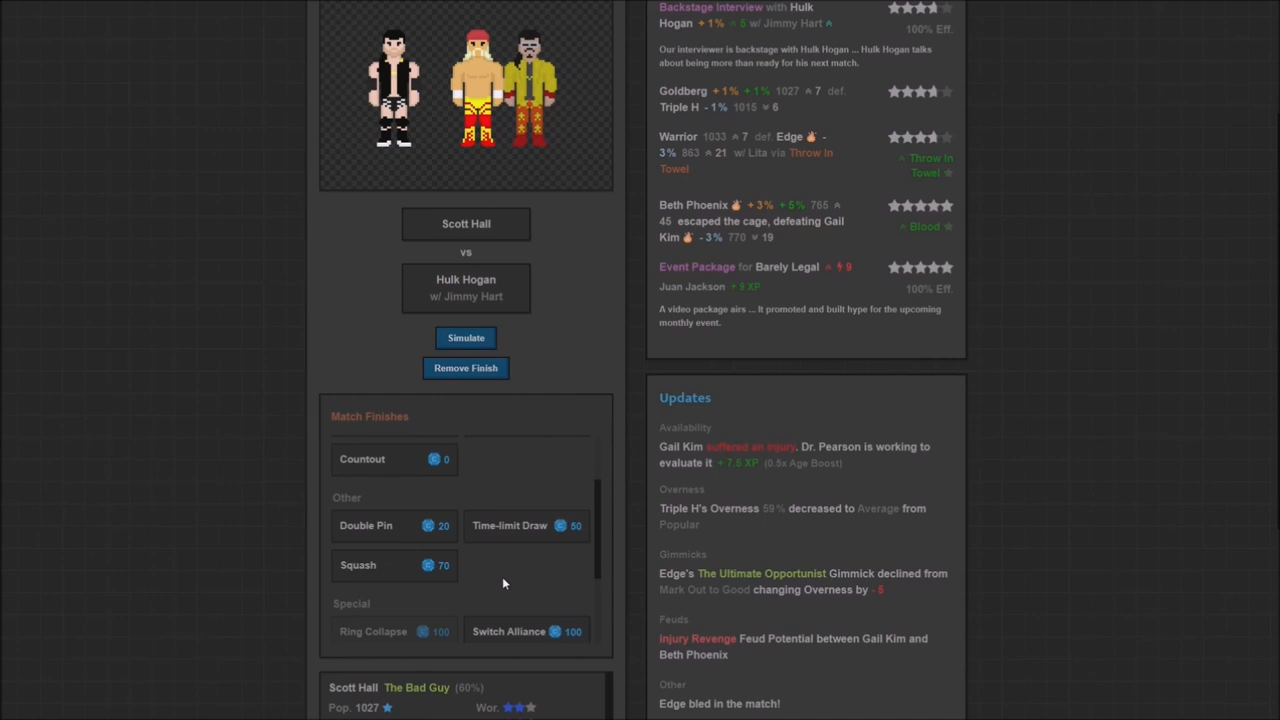 Scott Hall
vs
Hulk Hogan
w/ Jimmy Hart
Simulate
Remove Finish
Match Finishes
Countout 0
Other
Double Pin 20
Time-limit Draw 50
Squash 70
Special
Ring Collapse 100
Switch Alliance 100
Scott Hall The Bad Guy (60%)
Pop. 1027
Wor.
Backstage Interview with Hulk
Hogan + 1% 5 w/ Jimmy Hart
100% Eff.
Our interviewer is backstage with Hulk Hogan ... Hulk Hogan talks
about being more than ready for his next match.
Goldberg + 1% + 1% 1027 7 def.
Triple H - 1% 1015 6
Warrior 1033 7 def. Edge -
3% 863 21 w/ Lita via Throw In
Towel
Throw In
Towel
Beth Phoenix + 3% + 5% 765
45 escaped the cage, defeating Gail
Kim - 3% 770 19
Blood
Event Package for Barely Legal 9
Juan Jackson + 9 XP
100% Eff.
A video package airs ... It promoted and built hype for the upcoming
monthly event.
Updates
Availability
Gail Kim suffered an injury. Dr. Pearson is working to
evaluate it + 7.5 XP (0.5x Age Boost)
Overness
Triple H's Overness 59% decreased to Average from
Popular
Gimmicks
Edge's The Ultimate Opportunist Gimmick declined from
Mark Out to Good changing Overness by - 5
Feuds
Injury Revenge Feud Potential between Gail Kim and
Beth Phoenix
Other
Edge bled in the match!